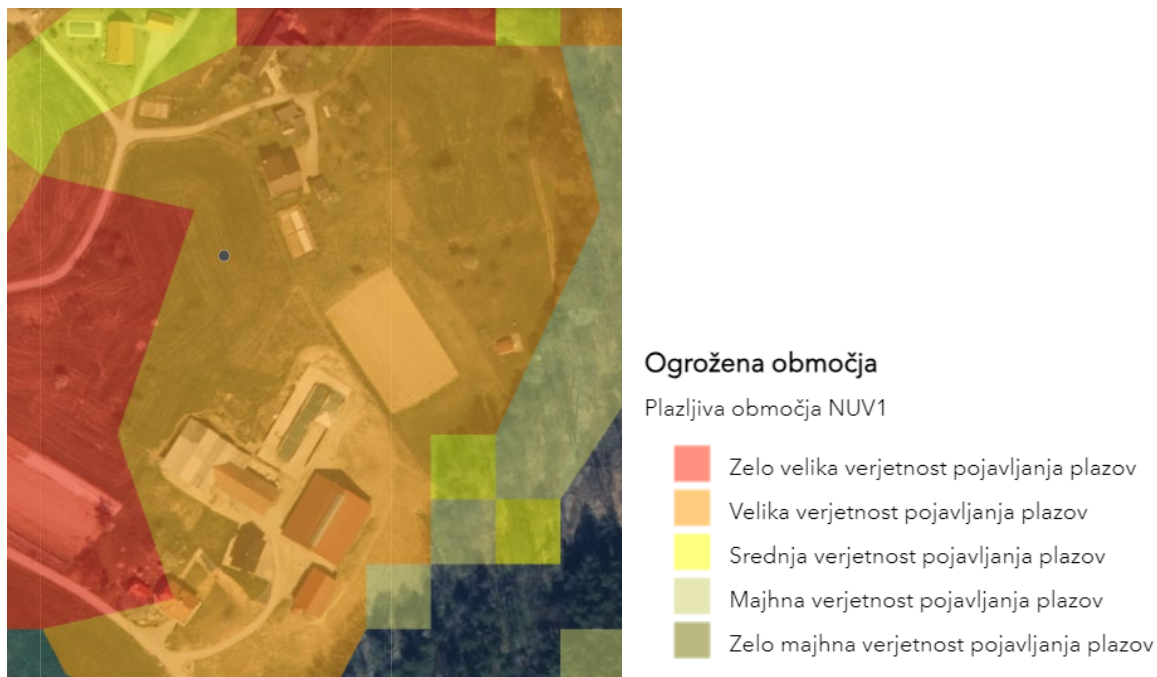 Ogrožena območja
Plazljiva območja NUV1
Zelo velika verjetnost pojavljanja plazov
Velika verjetnost pojavljanja plazov
Srednja verjetnost pojavljanja plazov
Majhna verjetnost pojavljanja plazov
Zelo majhna verjetnost pojavljanja plazov